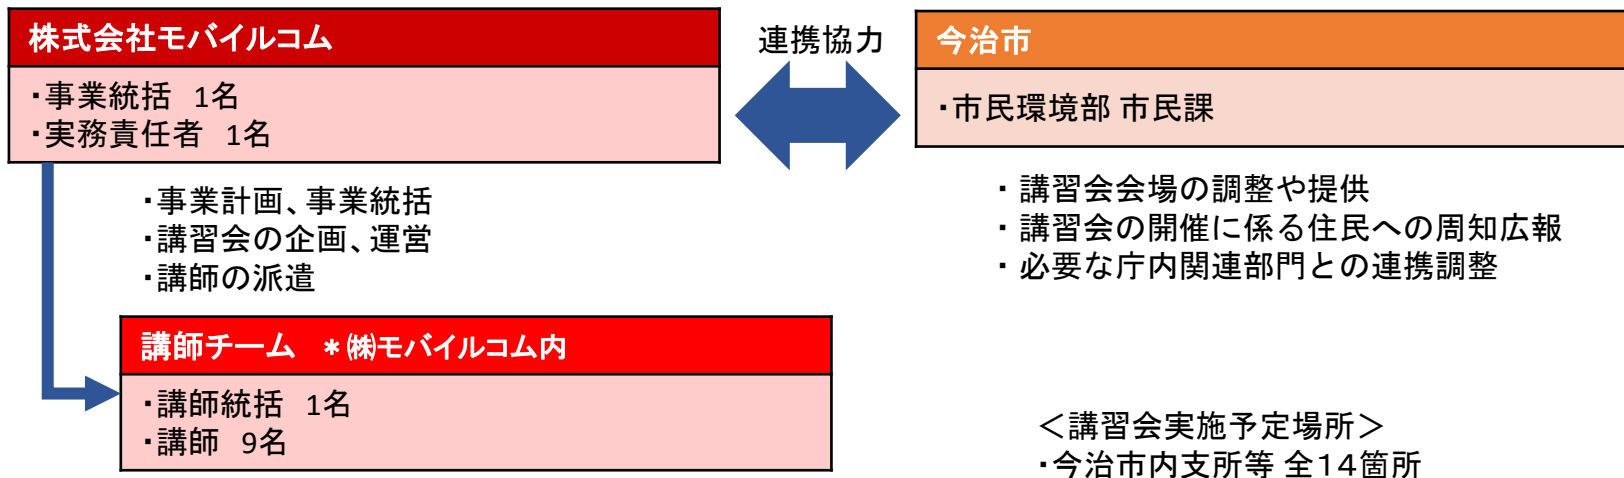 株式会社モバイルコム
・事業統括 1名
・実務責任者 1名
連携協力
今治市
・市民環境部 市民課
・事業計画、事業統括
・講習会の企画、運営
・講師の派遣
・ 講習会会場の調整や提供
・ 講習会の開催に係る住民への周知広報
・ 必要な庁内関連部門との連携調整
講師チーム ＊㈱モバイルコム内
・講師統括 1名
・講師 9名
＜講習会実施予定場所＞
・今治市内支所等 全１４箇所